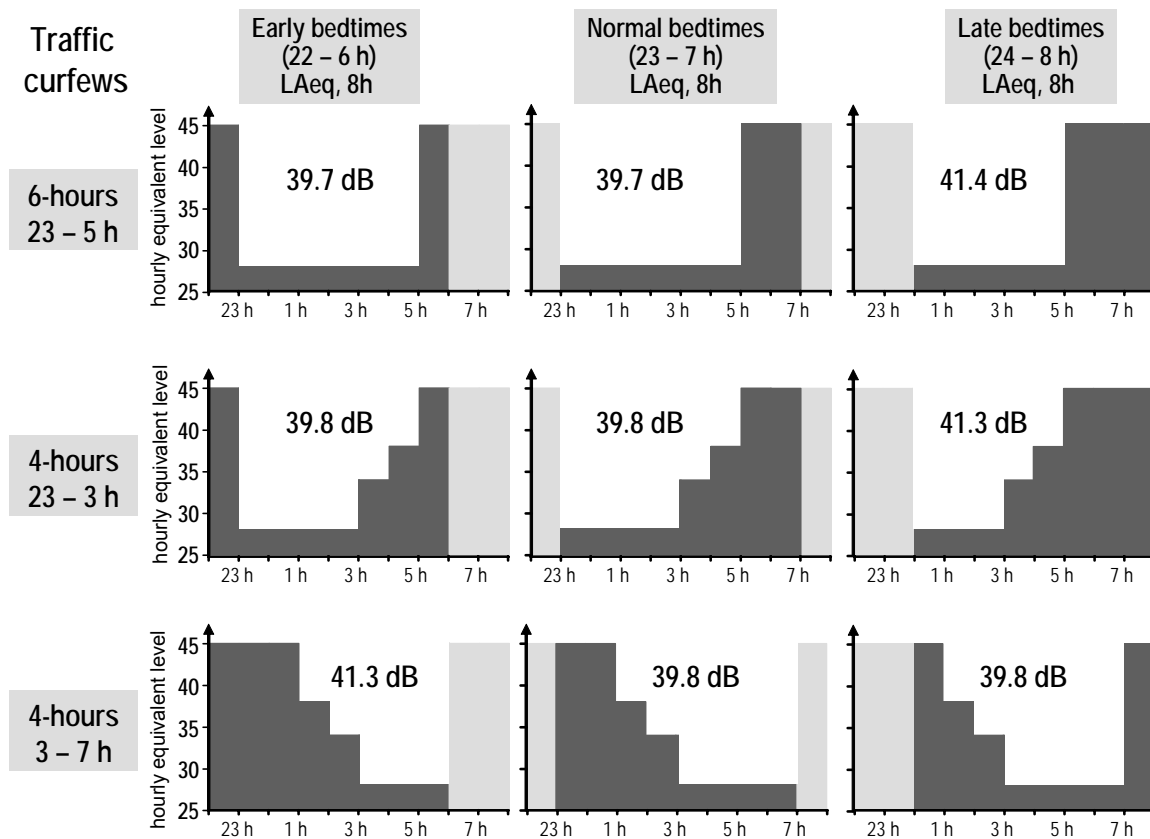 Traffic
curfews
Early bedtimes
(22 – 6 h)
LAeq, 8h
Normal bedtimes
(23 – 7 h)
LAeq, 8h
Late bedtimes
(24 – 8 h)
LAeq, 8h
6-hours
23 – 5 h
hourly equivalent level
45
40
35
30
25
39.7 dB
23 h 1 h 3 h 5 h 7 h
39.7 dB
23 h 1 h 3 h 5 h 7 h
41.4 dB
23 h 1 h 3 h 5 h 7 h
4-hours
23 – 3 h
hourly equivalent level
45
40
35
30
25
39.8 dB
23 h 1 h 3 h 5 h 7 h
39.8 dB
23 h 1 h 3 h 5 h 7 h
41.3 dB
23 h 1 h 3 h 5 h 7 h
4-hours
3 – 7 h
hourly equivalent level
45
40
35
30
25
41.3 dB
23 h 1 h 3 h 5 h 7 h
39.8 dB
23 h 1 h 3 h 5 h 7 h
39.8 dB
23 h 1 h 3 h 5 h 7 h